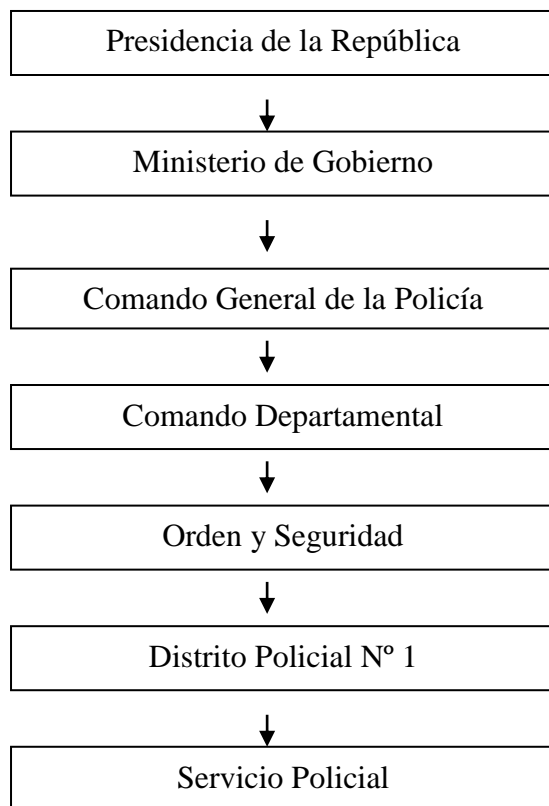 Presidencia de la República
Ministerio de Gobierno
Comando General de la Policía
Comando Departamental
Orden y Seguridad
Distrito Policial Nº 1
Servicio Policial